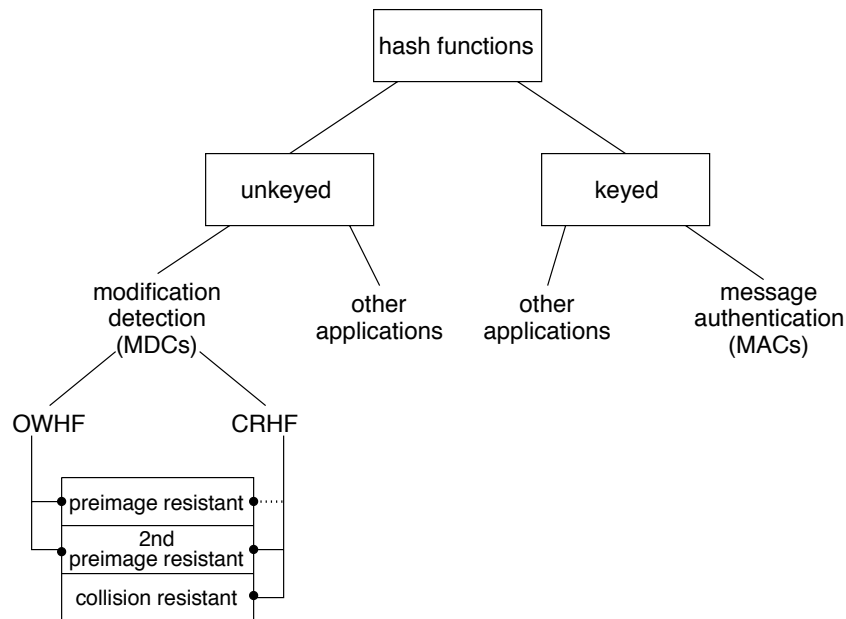 hash functions
unkeyed
keyed
modification
detection
(MDCs)
other
applications
other
applications
message
authentication
(MACs)
OWHF
CRHF
preimage resistant
2nd
preimage resistant
collision resistant